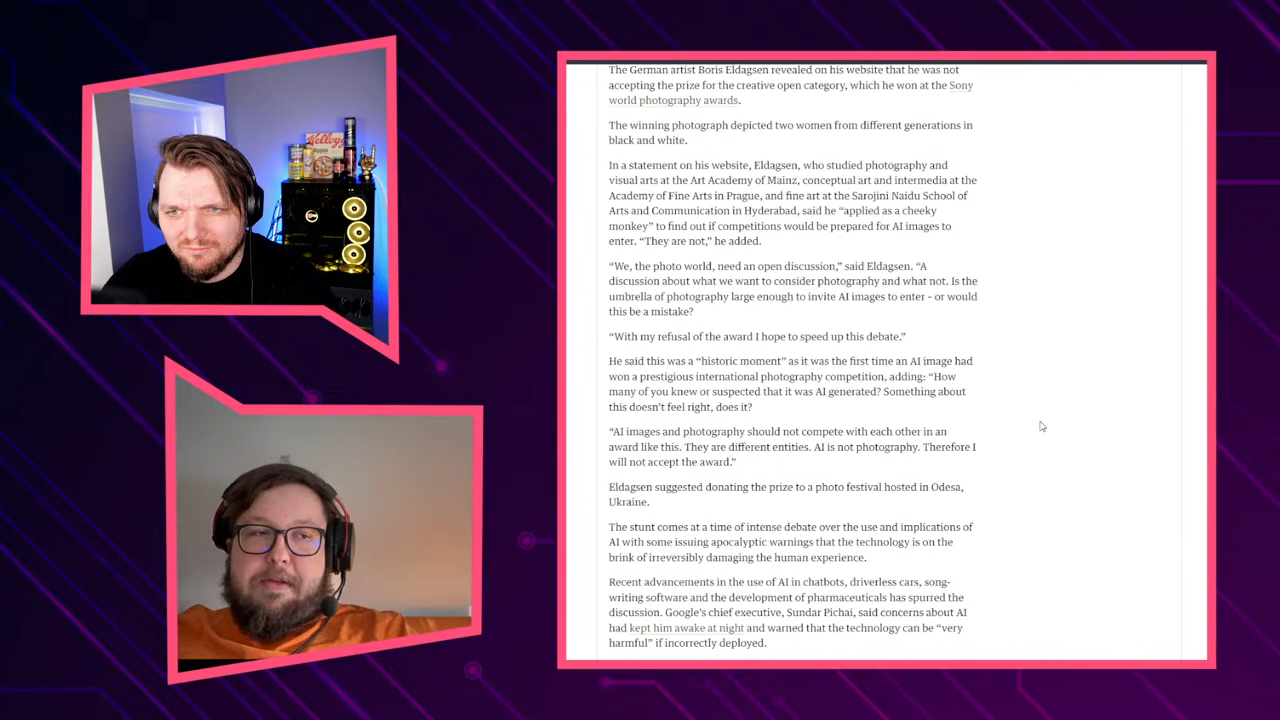 Kellogg's
The German artist Boris Eldagsen revealed on his website that he was not
accepting the prize for the creative open category, which he won at the Sony
world photography awards.
The winning photograph depicted two women from different generations in
black and white.
In a statement on his website, Eldagsen, who studied photography and
visual arts at the Art Academy of Mainz, conceptual art and intermedia at the
Academy of Fine Arts in Prague, and fine art at the Sarojini Naidu School of
Arts and Communication in Hyderabad, said he “applied as a cheeky
monkey” to find out if competitions would be prepared for AI images to
enter. “They are not,” he added.
“We, the photo world, need an open discussion,” said Eldagsen. “A
discussion about what we want to consider photography and what not. Is the
umbrella of photography large enough to invite AI images to enter – or would
this be a mistake?
“With my refusal of the award I hope to speed up this debate.”
He said this was a “historic moment” as it was the first time an AI image had
won a prestigious international photography competition, adding: “How
many of you knew or suspected that it was AI generated? Something about
this doesn’t feel right, does it?
“AI images and photography should not compete with each other in an
award like this. They are different entities. AI is not photography. Therefore I
will not accept the award.”
Eldagsen suggested donating the prize to a photo festival hosted in Odesa,
Ukraine.
The stunt comes at a time of intense debate over the use and implications of
AI with some issuing apocalyptic warnings that the technology is on the
brink of irreversibly damaging the human experience.
Recent advancements in the use of AI in chatbots, driverless cars, song-
writing software and the development of pharmaceuticals has spurred the
discussion. Google’s chief executive, Sundar Pichai, said concerns about AI
had kept him awake at night and warned that the technology can be “very
harmful” if incorrectly deployed.